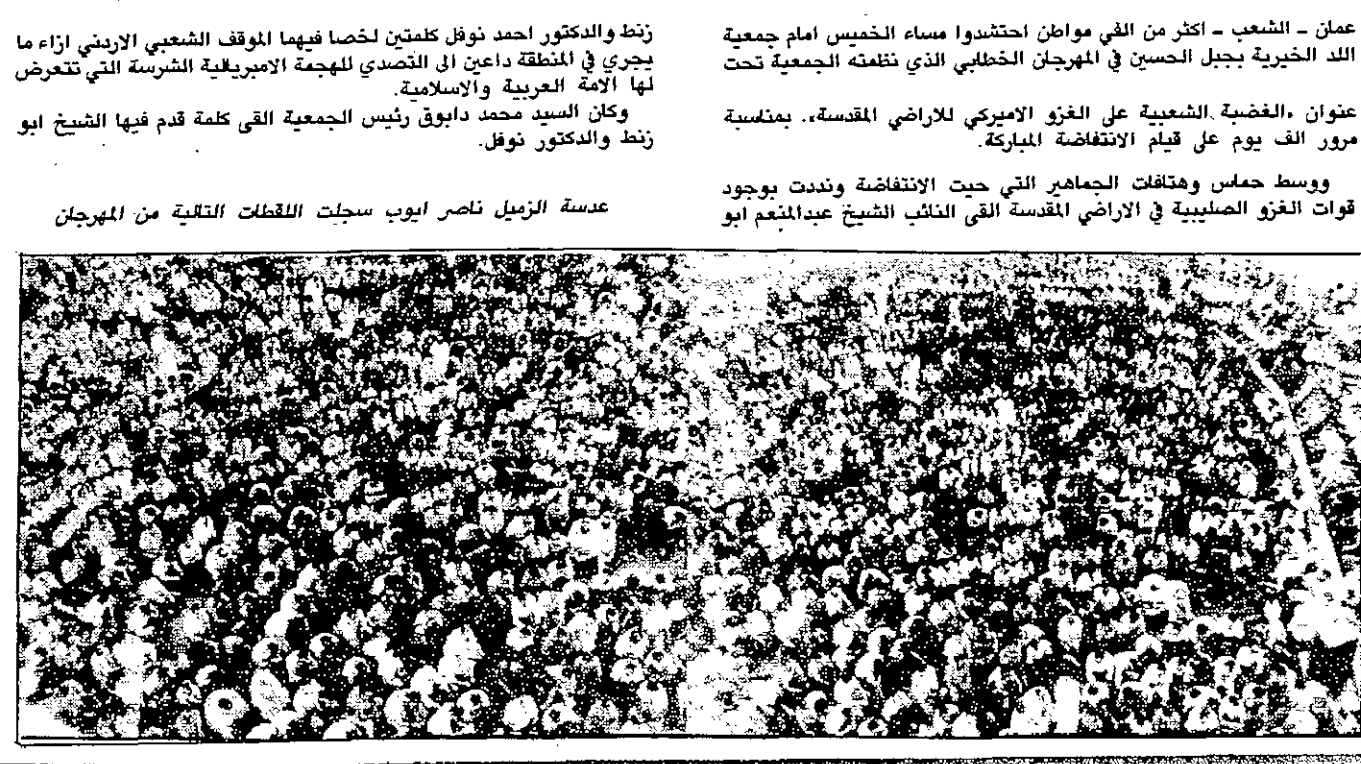 عمان - الشعب - اكثر من الفي مواطن احتشدوا مساء الخميس امام جمعية
اللد الخيرية بجبل الحسين في المهرجان الخطابي الذي نظمته الجمعية تحت
عنوان «الغضبة الشعبية على الغزو الاميركي للاراضي المقدسة». بمناسبة
مرور الف يوم على قيام الانتفاضة المباركة.
ووسط حماس وهتافات الجماهير التي حيت الانتفاضة ونددت بوجود
قوات الغزو الصليبية في الاراضي المقدسة القى النائب الشيخ عبدالمنعم ابو
زنط والدكتور احمد نوفل كلمتين لخصا فيهما الموقف الشعبي الاردني ازاء ما
يجري في المنطقة داعين الى التصدي للهجمة الامبريالية الشرسة التي تتعرض
لها الامة العربية والاسلامية.
وكان السيد محمد دابوق رئيس الجمعية القى كلمة قدم فيها الشيخ ابو
زنط والدكتور نوفل.
عدسة الزميل ناصر ايوب سجلت اللقطات التالية من المهرجان